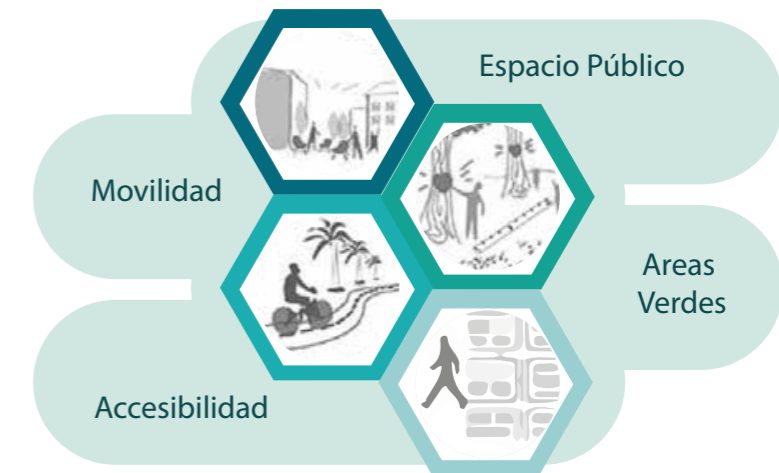 Espacio Público
Movilidad
Areas
Verdes
Accesibilidad